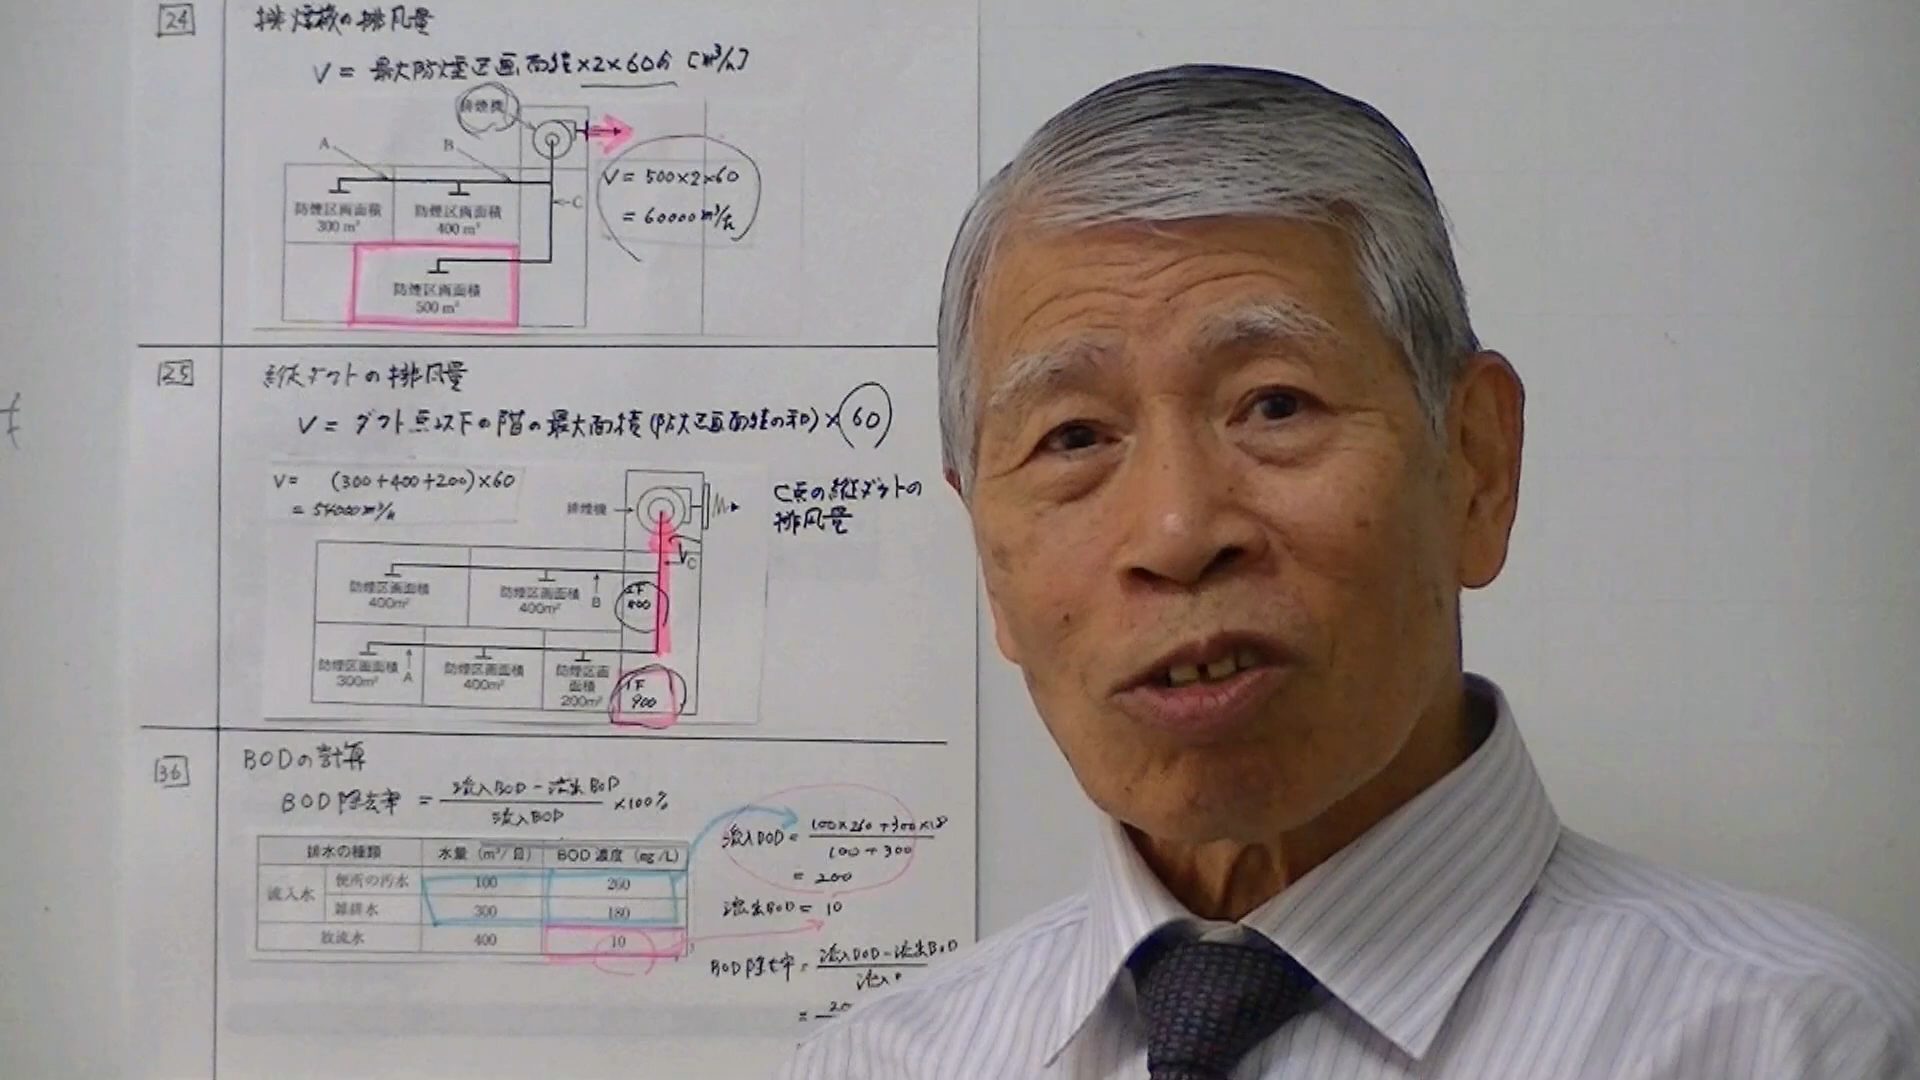 24
排煙機の排風量
V = 最大防煙区画面積×2×60分 [m³/h]
排煙機
A
B
V = 500×2×60
= 60000 m³/h
C
防煙区画面積
300 m²
防煙区画面積
400 m²
防煙区画面積
500 m²
25
縦ダクトの排風量
V = ダクト点以下の階の最大面積(防火区画面積の和)×60
V= (300+400+200)×60
= 54000 m³/h
排煙機
C点の縦ダクトの
排風量
C
防煙区画面積
400m²
防煙区画面積
400m²
B
防煙区画面積
300m²
A
防煙区画面積
400m²
防煙区画
面積
200m²
1F
900
36
BODの計算
BOD除去率 = 流入BOD-流出BOD
流入BOD
×100%
排水の種類 水量(m³/日) BOD濃度(mg/L)
流入水 便所の汚水 100 260
雑排水 300 180
放流水 400 10
流入BOD = 100×260+300×18
100+300
= 200
流出BOD = 10
BOD除去率 = 流入BOD-流出BOD
流入
= 20